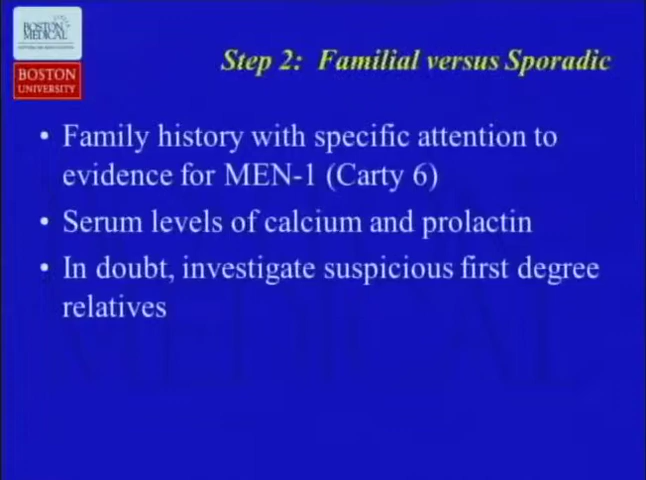 BOSTON
MEDICAL
BOSTON
UNIVERSITY
Step 2: Familial versus Sporadic
• Family history with specific attention to
evidence for MEN-1 (Carty 6)
• Serum levels of calcium and prolactin
• In doubt, investigate suspicious first degree
relatives